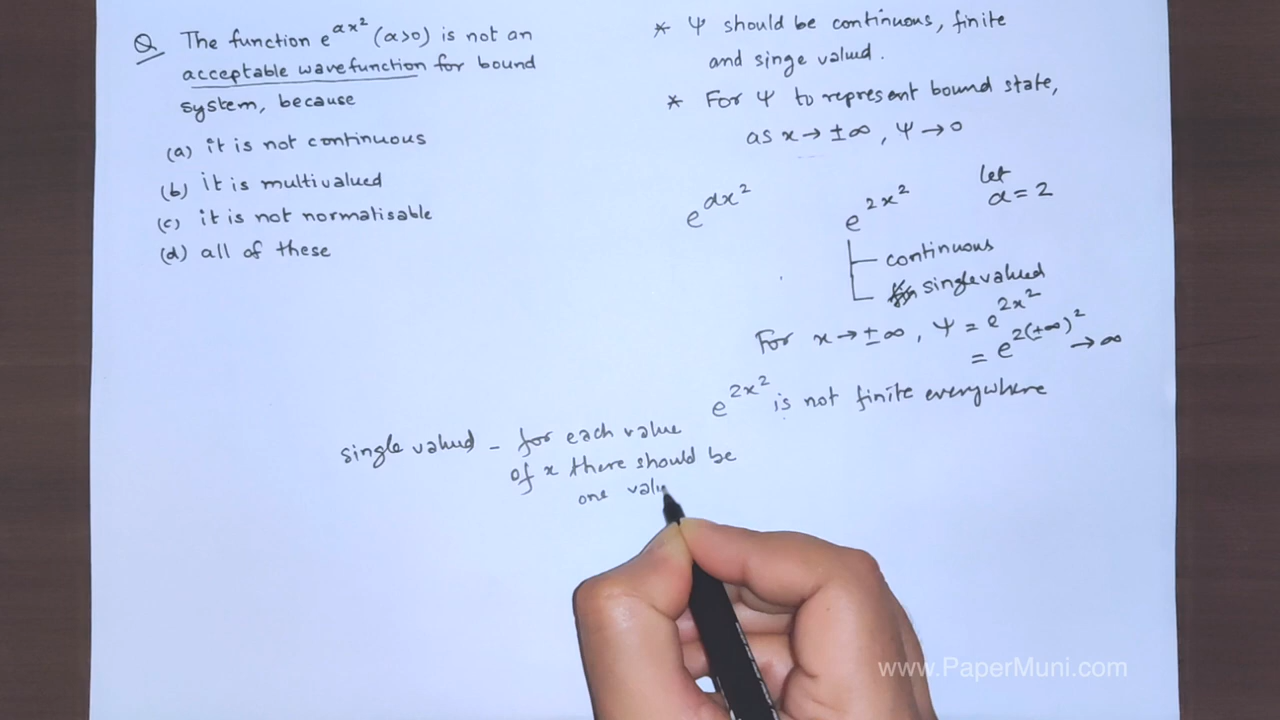 Q. The function e^αx² (α>0) is not an
acceptable wavefunction for bound
system, because
(a) it is not continuous
(b) it is multivalued
(c) it is not normatisable
(d) all of these
* Ψ should be continuous, finite
and singe valued.
* For Ψ to represent bound state,
as x→±∞, Ψ→0
let
e^αx² e^2x² α=2
continuous
singlevalued
For x→±∞, Ψ = e^2x²
= e^2(±∞)² →∞
e^2x² is not finite everywhere
single valued - for each value
of x there should be
one valu
www.PaperMuni.com